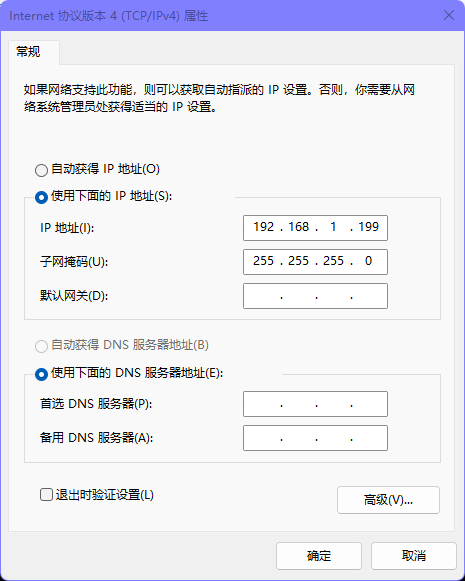 Internet 协议版本 4 (TCP/IPv4) 属性
常规
如果网络支持此功能，则可以获取自动指派的 IP 设置。否则，你需要从网
络系统管理员处获得适当的 IP 设置。
自动获得 IP 地址(O)
使用下面的 IP 地址(S):
IP 地址(I):
192 . 168 . 1 . 199
子网掩码(U):
255 . 255 . 255 . 0
默认网关(D):
. . .
自动获得 DNS 服务器地址(B)
使用下面的 DNS 服务器地址(E):
首选 DNS 服务器(P):
. . .
备用 DNS 服务器(A):
. . .
退出时验证设置(L)
高级(V)...
确定
取消